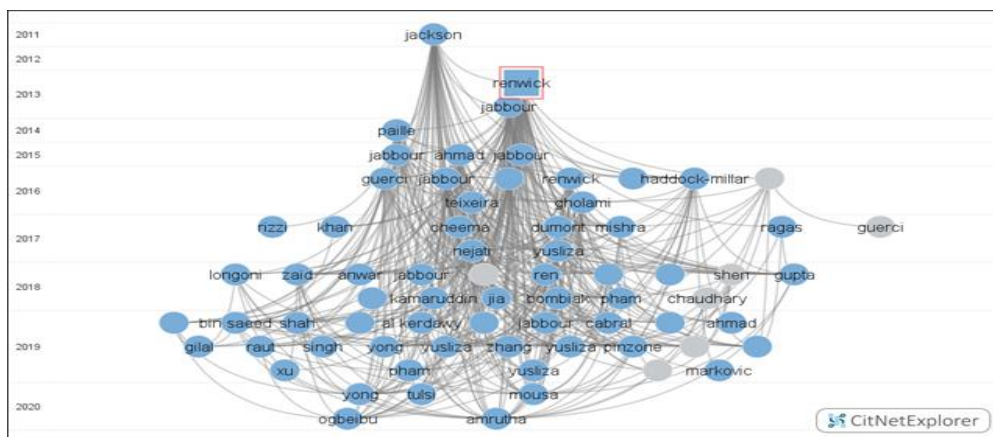 2011
jackson
2012
renwick
2013
jabbour
2014
paille
2015
jabbour ahmad jabbour
guerci jabbour renwick haddock-millar
2016
teixeira gholami
rizzi khan cheema dumont mishra ragas guerci
2017
nejati yusliza
longoni zaid anwar jabbour ren shen gupta
2018
kamaruddin jia bombiak pham chaudhary
bin saeed shah al kerdawy jabbour cabral ahmad
2019
gilal raut singh yong yusliza zhang yusliza pinzone
xu pham yusliza markovic
yong tulsi mousa
2020
ogbeibu amrutha
CitNetExplorer